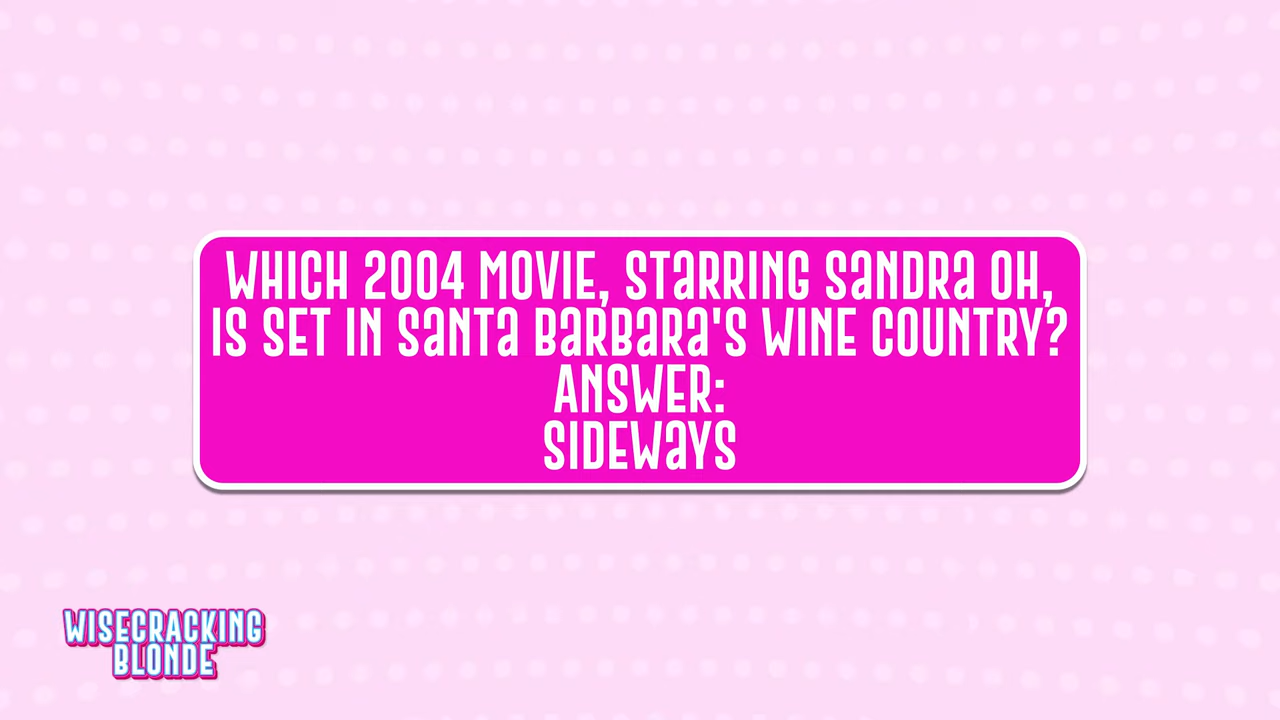 WHICH 2004 MOVIE, STARRING SANDRA OH,
IS SET IN SANTA BARBARA'S WINE COUNTRY?
ANSWER:
SIDEWAYS
WISECRACKING
BLONDE